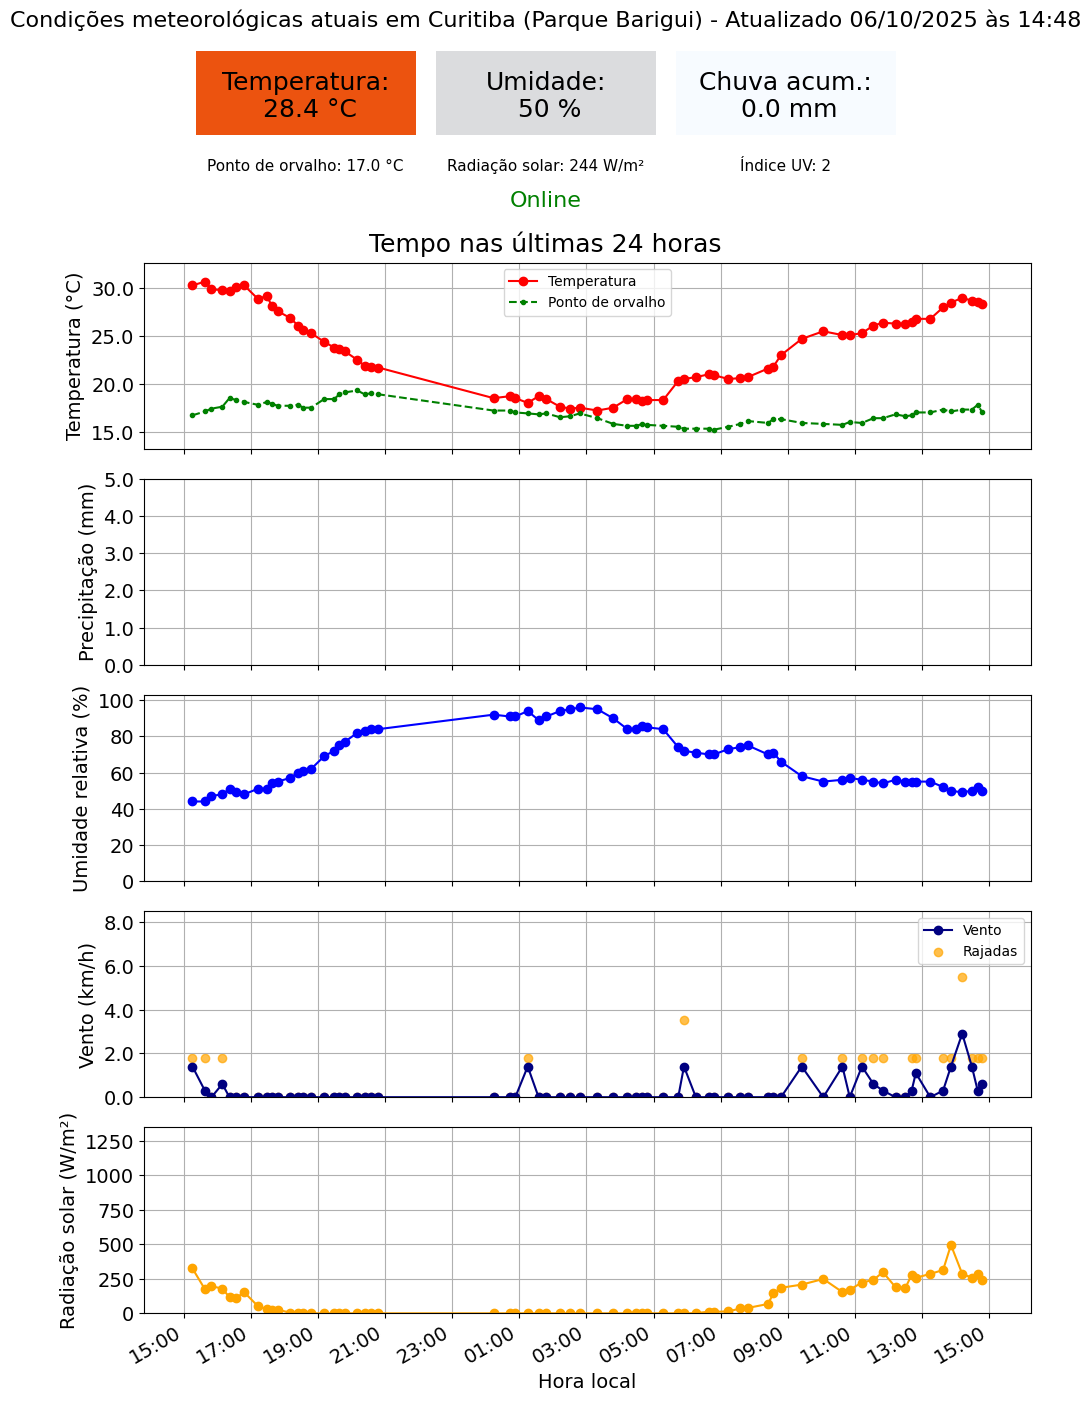 Condições meteorológicas atuais em Curitiba (Parque Barigui) - Atualizado 06/10/2025 às 14:48
Temperatura:
28.4 °C
Umidade:
50 %
Chuva acum.:
0.0 mm
Ponto de orvalho: 17.0 °C
Radiação solar: 244 W/m²
Índice UV: 2
Online
Tempo nas últimas 24 horas
Temperatura (°C)
30.0
25.0
20.0
15.0
Temperatura
Ponto de orvalho
Precipitação (mm)
5.0
4.0
3.0
2.0
1.0
0.0
Umidade relativa (%)
100
80
60
40
20
0
Vento (km/h)
8.0
6.0
4.0
2.0
0.0
Vento
Rajadas
Radiação solar (W/m²)
1250
1000
750
500
250
0
15:00
17:00
19:00
21:00
23:00
01:00
03:00
05:00
07:00
09:00
11:00
13:00
15:00
Hora local